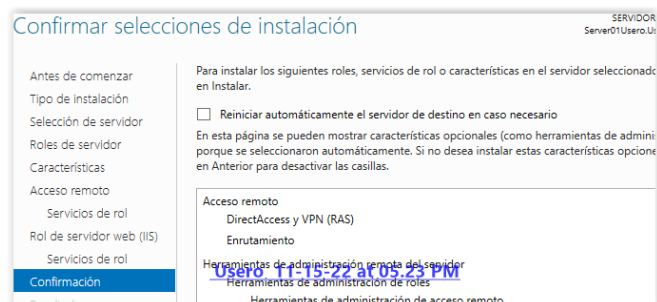 Confirmar selecciones de instalación
SERVIDOR
Server01Usero.Us
Antes de comenzar
Tipo de instalación
Selección de servidor
Roles de servidor
Características
Acceso remoto
Servicios de rol
Rol de servidor web (IIS)
Servicios de rol
Confirmación
Para instalar los siguientes roles, servicios de rol o características en el servidor seleccionado
en Instalar.
Reiniciar automáticamente el servidor de destino en caso necesario
En esta página se pueden mostrar características opcionales (como herramientas de adminis
porque se seleccionaron automáticamente. Si no desea instalar estas características opcione
en Anterior para desactivar las casillas.
Acceso remoto
DirectAccess y VPN (RAS)
Enrutamiento
Herramientas de administración remota del servidor
Usero_11-15-22 at 05.23 PM
Herramientas de administración de roles
Herramientas de administración de acceso remoto